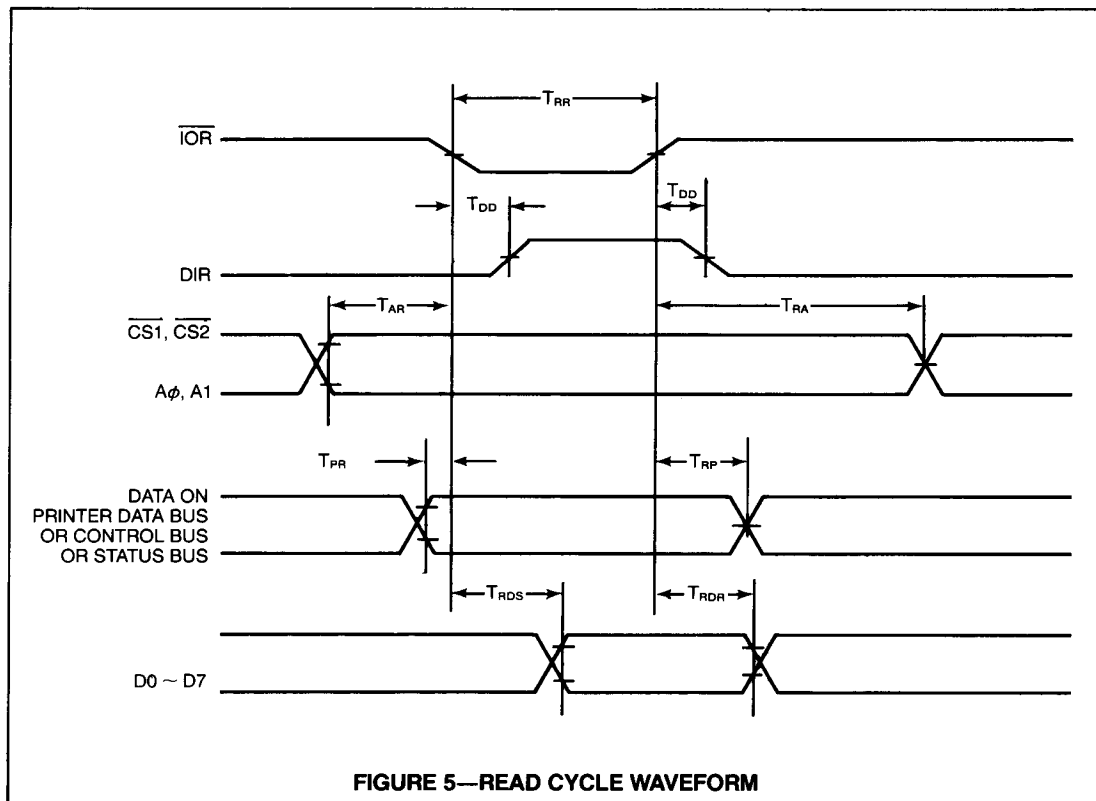 T_RR
IOR
T_DD
T_DD
DIR
T_AR
T_RA
CS1, CS2
Aϕ, A1
T_PR
T_RP
DATA ON
PRINTER DATA BUS
OR CONTROL BUS
OR STATUS BUS
T_RDS
T_RDR
D0 ~ D7
FIGURE 5—READ CYCLE WAVEFORM